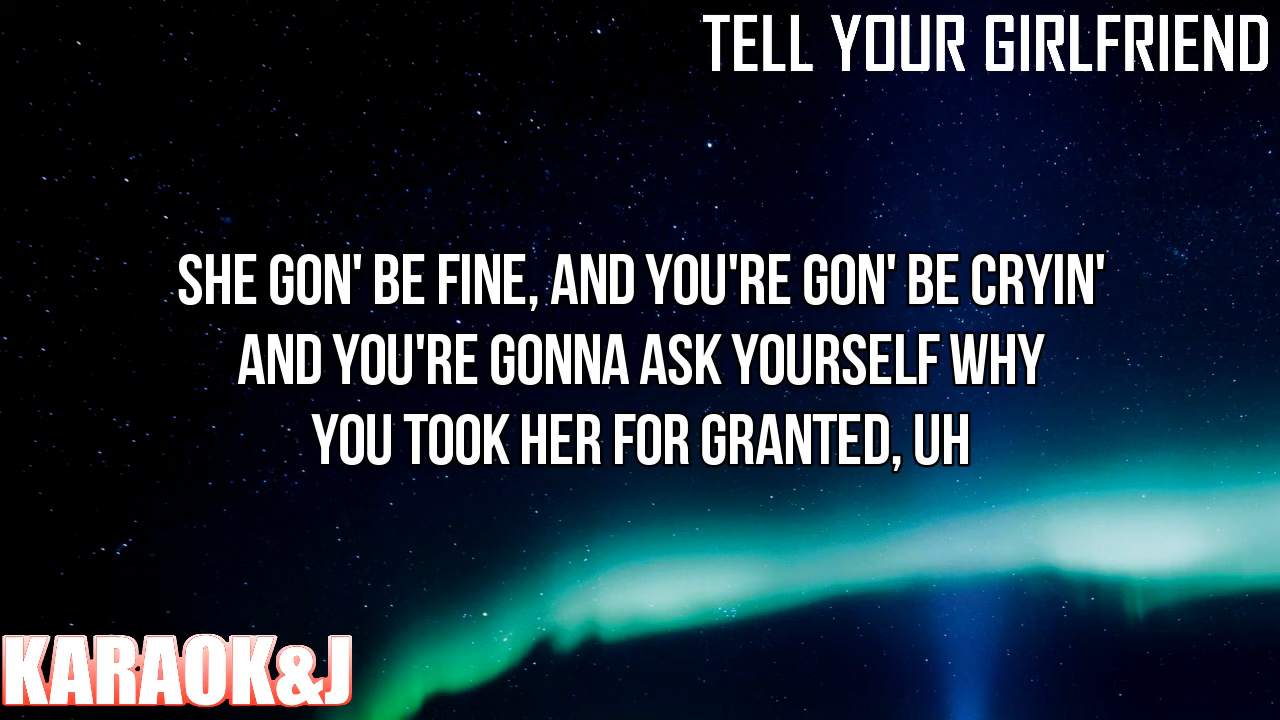 TELL YOUR GIRLFRIEND
SHE GON' BE FINE, AND YOU'RE GON' BE CRYIN'
AND YOU'RE GONNA ASK YOURSELF WHY
YOU TOOK HER FOR GRANTED, UH
KARAOK&J